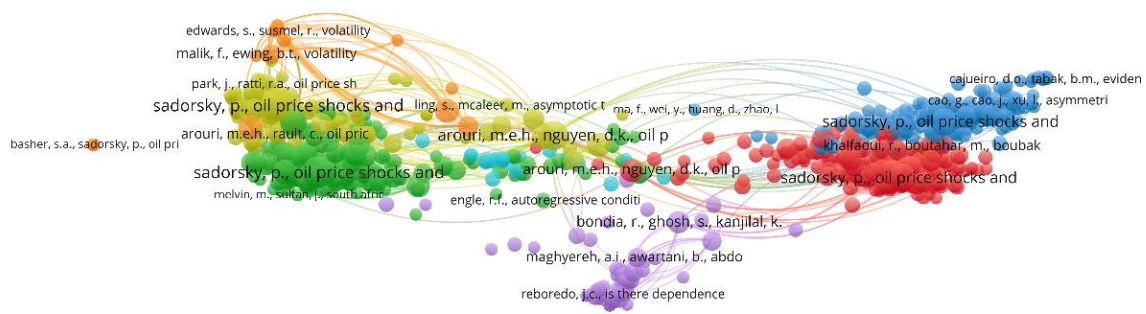 edwards, s., susmel, r., volatility
malik, f., ewing, b.t., volatility
park, j., ratti, r.a., oil price sh
sadorsky, p., oil price shocks and
ling, s., mcaleer, m., asymptotic t
ma, f., wei, y., huang, d., zhao, l
cajueiro, d.o., tabak, b.m., eviden
cao, g., cao, j., xu, l., asymmetri
sadorsky, p., oil price shocks and
arouri, m.e.h., rault, c., oil pric
arouri, m.e.h., nguyen, d.k., oil p
khalfaoui, r., boutahar, m., boubak
basher, s.a., sadorsky, p., oil pri
sadorsky, p., oil price shocks and
arouri, m.e.h., nguyen, d.k., oil p
sadorsky, p., oil price shocks and
melvin, m., sultan, j., south afric
engle, r.f., autoregressive conditi
bondia, r., ghosh, s., kanjilal, k.
maghyereh, a.i., awartani, b., abdo
reboredo, j.c., is there dependence